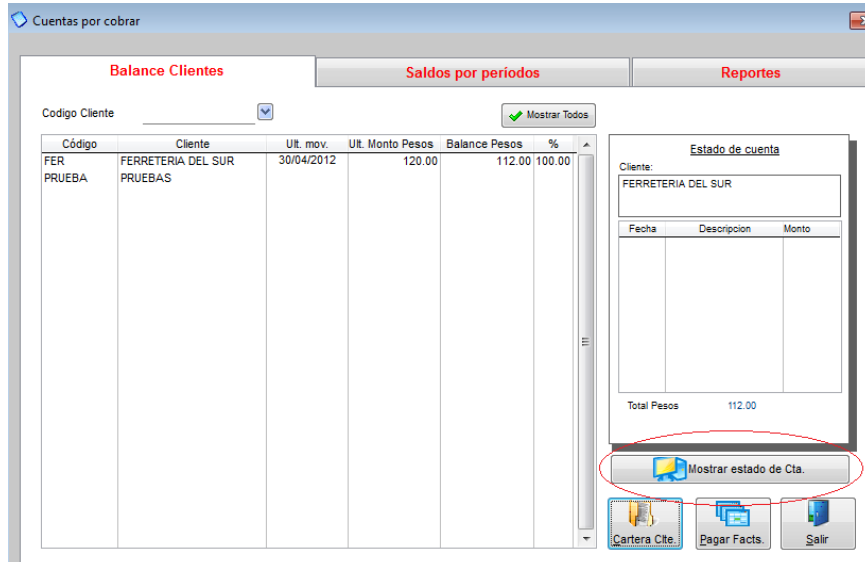 Cuentas por cobrar
Balance Clientes Saldos por períodos Reportes
Codigo Cliente Mostrar Todos
Código Cliente Ult. mov. Ult. Monto Pesos Balance Pesos %
FER FERRETERIA DEL SUR 30/04/2012 120.00 112.00 100.00
PRUEBA PRUEBAS
Estado de cuenta
Cliente:
FERRETERIA DEL SUR
Fecha Descripcion Monto
Total Pesos 112.00
Mostrar estado de Cta.
Cartera Clte. Pagar Facts. Salir